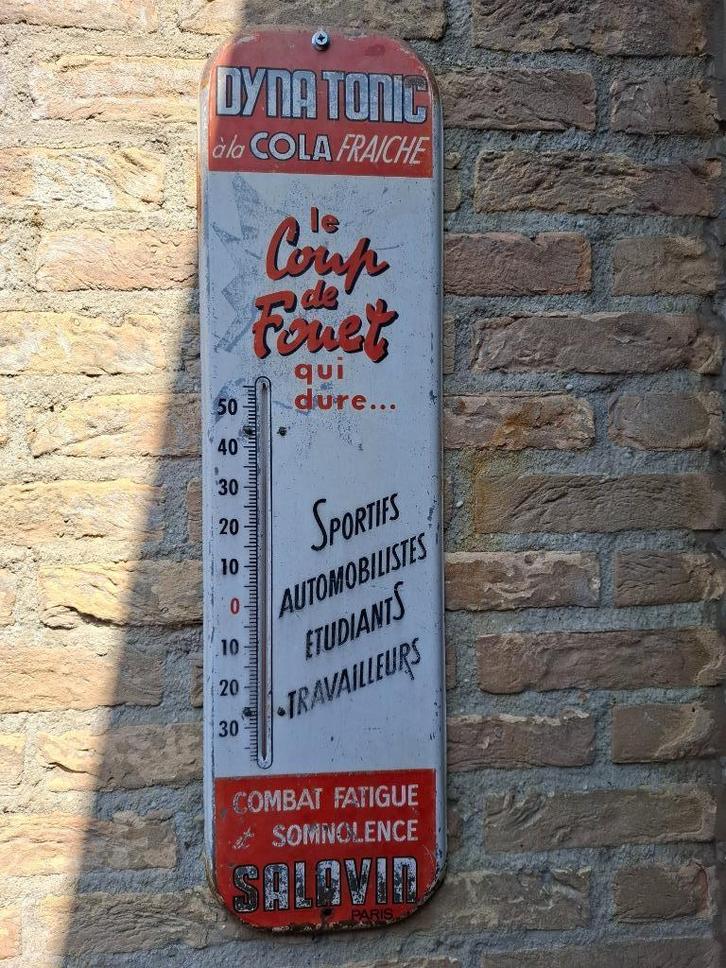 DYNA TONIC
à la COLA FRAICHE
le
Coup
de
Fouet
qui
dure...
50
40
30
20
10
0
10
20
30
SPORTIFS
AUTOMOBILISTES
ETUDIANTS
TRAVAILLEURS
COMBAT FATIGUE
et SOMNOLENCE
SALAVIN
PARIS